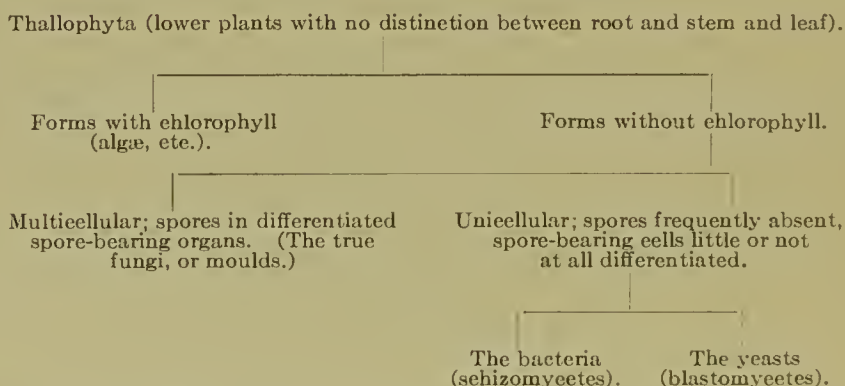 Thallophyta (lower plants with no distinction between root and stem and leaf).
Forms with chlorophyll
(algæ, etc.).
Forms without chlorophyll.
Multicellular; spores in differentiated
spore-bearing organs. (The true
fungi, or moulds.)
Unicellular; spores frequently absent,
spore-bearing cells little or not
at all differentiated.
The bacteria
(schizomycetes).
The yeasts
(blastomycetes).